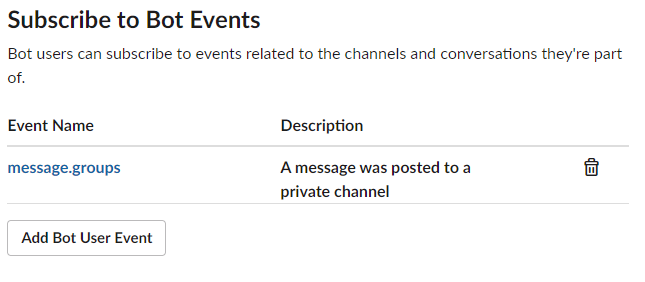 Subscribe to Bot Events
Bot users can subscribe to events related to the channels and conversations they're part
of.
Event Name Description
message.groups A message was posted to a
private channel
Add Bot User Event